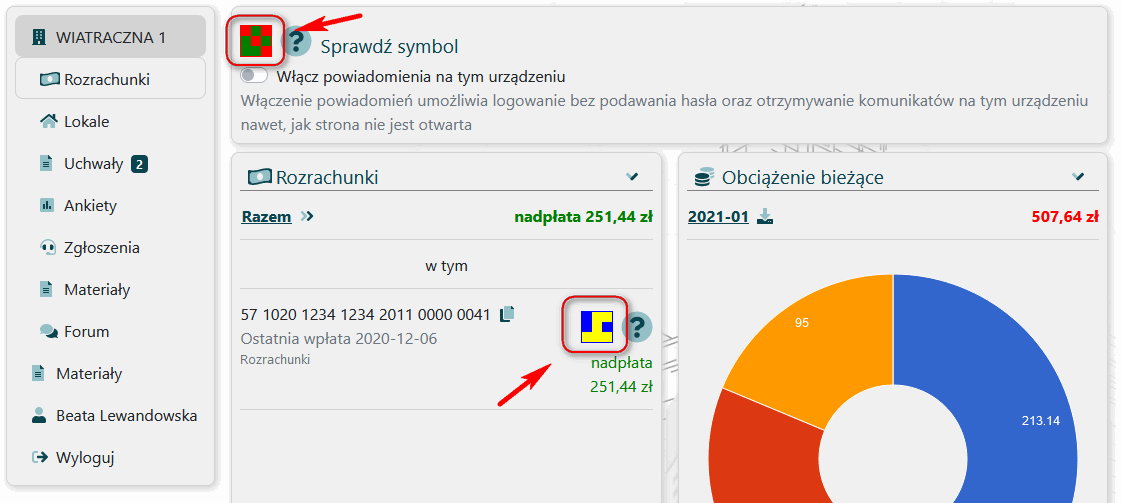 WIATRACZNA 1
Rozrachunki
Lokale
Uchwały 2
Ankiety
Zgłoszenia
Materiały
Forum
Materiały
Beata Lewandowska
Wyloguj
? Sprawdź symbol
Włącz powiadomienia na tym urządzeniu
Włączenie powiadomień umożliwia logowanie bez podawania hasła oraz otrzymywanie komunikatów na tym urządzeniu
nawet, jak strona nie jest otwarta
Rozrachunki
Razem nadpłata 251,44 zł
w tym
57 1020 1234 1234 2011 0000 0041 ?
Ostatnia wpłata 2020-12-06
Rozrachunki
nadpłata
251,44 zł
Obciążenie bieżące
2021-01 507,64 zł
95
213.14